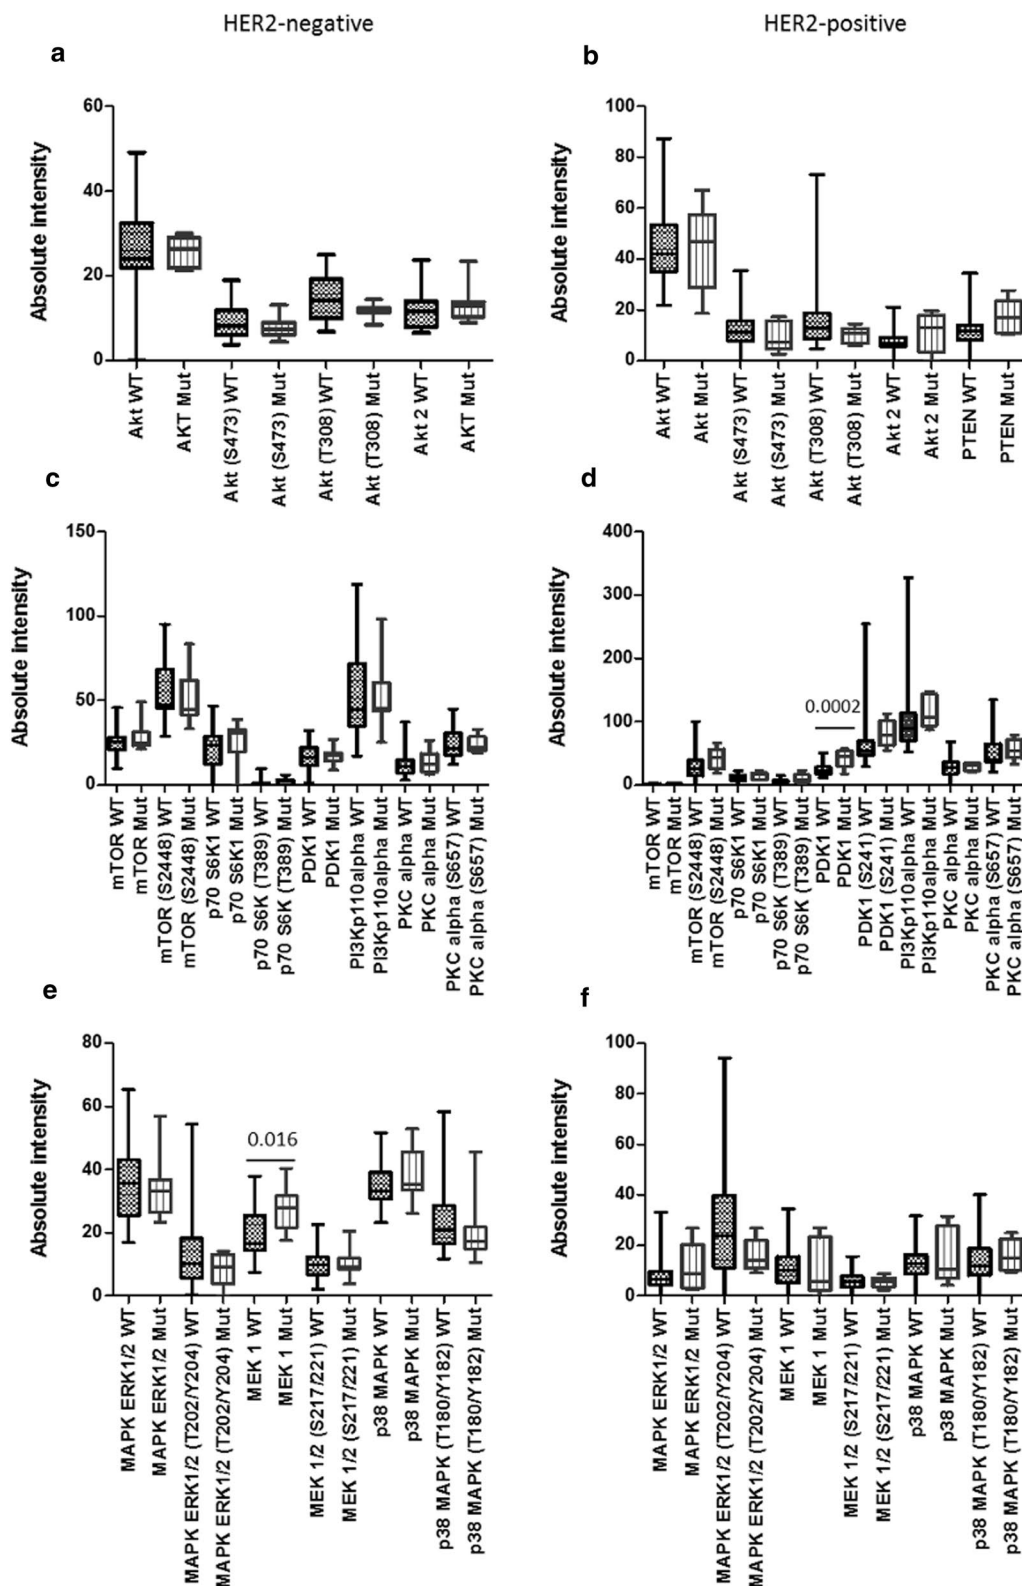 HER2-negative
HER2-positive
a
Absolute intensity
60
40
20
0
Akt WT
AKT Mut
Akt (S473) WT
Akt (S473) Mut
Akt (T308) WT
Akt (T308) Mut
Akt 2 WT
AKT Mut
b
Absolute intensity
100
80
60
40
20
0
Akt WT
Akt Mut
Akt (S473) WT
Akt (S473) Mut
Akt (T308) WT
Akt (T308) Mut
Akt 2 WT
Akt 2 Mut
PTEN WT
PTEN Mut
c
Absolute intensity
150
100
50
0
mTOR WT
mTOR Mut
mTOR (S2448) WT
mTOR (S2448) Mut
p70 S6K1 WT
p70 S6K1 Mut
p70 S6K (T389) WT
p70 S6K (T389) Mut
PDK1 WT
PDK1 Mut
PI3Kp110alpha WT
PI3Kp110alpha Mut
PKC alpha WT
PKC alpha Mut
PKC alpha (S657) WT
PKC alpha (S657) Mut
d
Absolute intensity
400
300
200
100
0
0.0002
mTOR WT
mTOR Mut
mTOR (S2448) WT
mTOR (S2448) Mut
p70 S6K1 WT
p70 S6K1 Mut
p70 S6K (T389) WT
p70 S6K (T389) Mut
PDK1 WT
PDK1 Mut
PDK1 (S241) WT
PDK1 (S241) Mut
PI3Kp110alpha WT
PI3Kp110alpha Mut
PKC alpha WT
PKC alpha Mut
PKC alpha (S657) WT
PKC alpha (S657) Mut
e
Absolute intensity
80
60
40
20
0
0.016
MAPK ERK1/2 WT
MAPK ERK1/2 Mut
MAPK ERK1/2 (T202/Y204) WT
MAPK ERK1/2 (T202/Y204) Mut
MEK 1 WT
MEK 1 Mut
MEK 1/2 (S217/221) WT
MEK 1/2 (S217/221) Mut
p38 MAPK WT
p38 MAPK Mut
p38 MAPK (T180/Y182) WT
p38 MAPK (T180/Y182) Mut
f
Absolute intensity
100
80
60
40
20
0
MAPK ERK1/2 WT
MAPK ERK1/2 Mut
MAPK ERK1/2 (T202/Y204) WT
MAPK ERK1/2 (T202/Y204) Mut
MEK 1 WT
MEK 1 Mut
MEK 1/2 (S217/221) WT
MEK 1/2 (S217/221) Mut
p38 MAPK WT
p38 MAPK Mut
p38 MAPK (T180/Y182) WT
p38 MAPK (T180/Y182) Mut